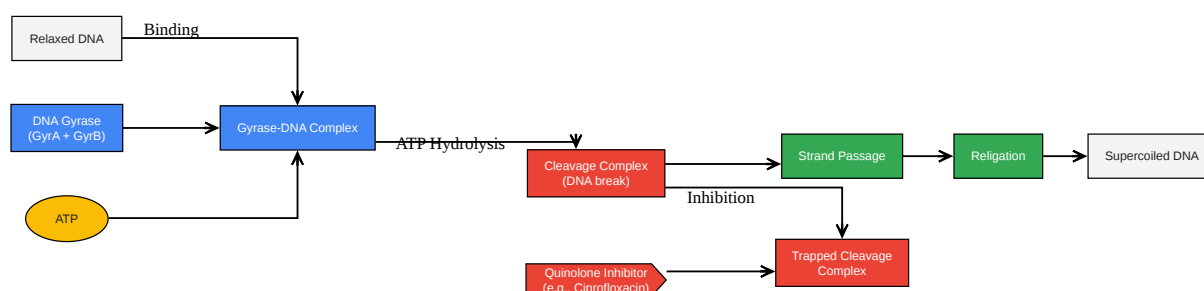 Relaxed DNA
Binding
DNA Gyrase
(GyrA + GyrB)
Gyrase-DNA Complex
ATP Hydrolysis
Cleavage Complex
(DNA break)
Strand Passage
Religation
Supercoiled DNA
Inhibition
ATP
Trapped Cleavage
Complex
Quinolone Inhibitor
(e.g., Ciprofloxacin)